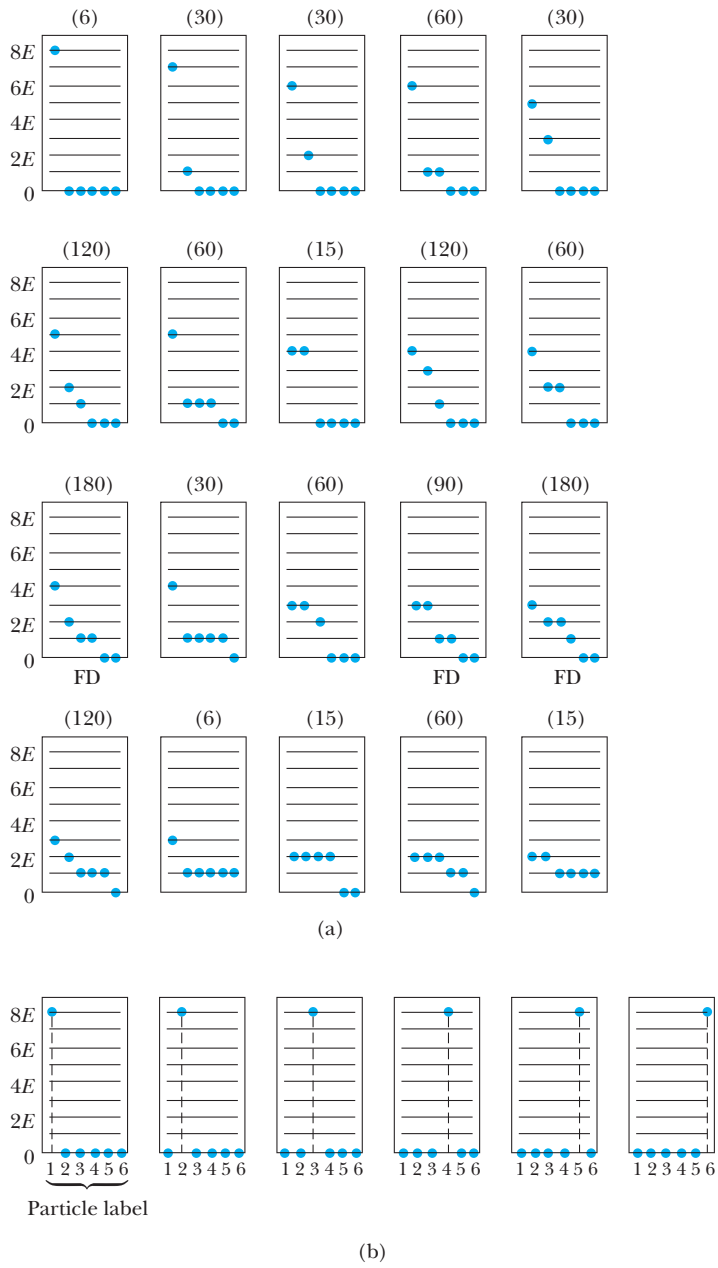 (6) (30) (30) (60) (30)
8E
6E
4E
2E
0
(120) (60) (15) (120) (60)
8E
6E
4E
2E
0
(180) (30) (60) (90) (180)
8E
6E
4E
2E
0
FD FD FD
(120) (6) (15) (60) (15)
8E
6E
4E
2E
0
(a)
8E
6E
4E
2E
0
1 2 3 4 5 6 1 2 3 4 5 6 1 2 3 4 5 6 1 2 3 4 5 6 1 2 3 4 5 6 1 2 3 4 5 6
Particle label
(b)